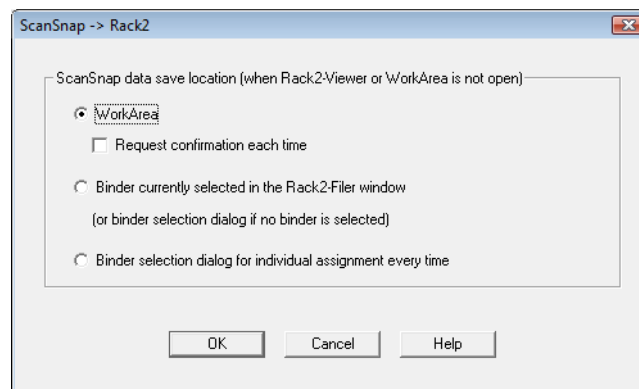 ScanSnap -> Rack2
ScanSnap data save location (when Rack2-Viewer or WorkArea is not open)
WorkArea
Request confirmation each time
Binder currently selected in the Rack2-Filer window
(or binder selection dialog if no binder is selected)
Binder selection dialog for individual assignment every time
OK Cancel Help